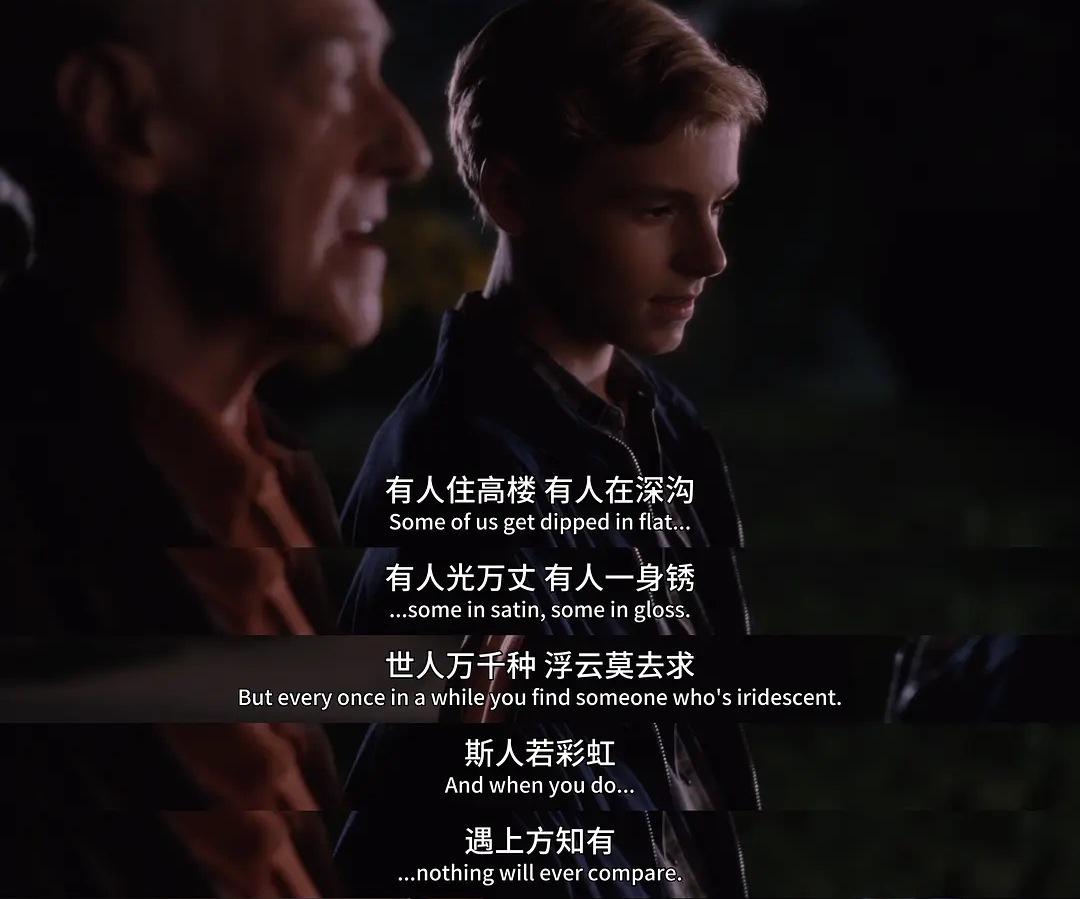 有人住高楼 有人在深沟
Some of us get dipped in flat...
有人光万丈 有人一身锈
...some in satin, some in gloss.
世人万千种 浮云莫去求
But every once in a while you find someone who's iridescent.
斯人若彩虹
And when you do...
遇上方知有
...nothing will ever compare.